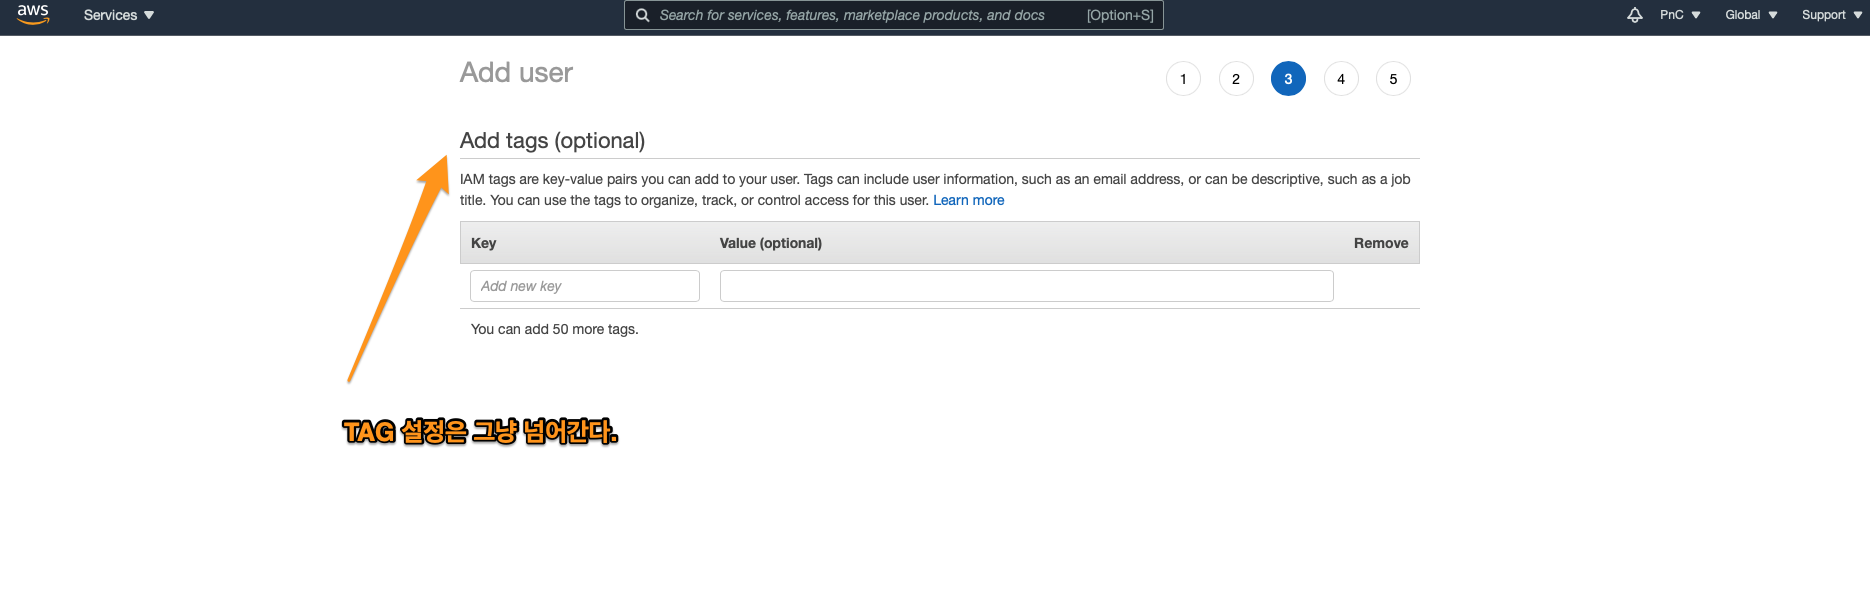 aws
Services
Search for services, features, marketplace products, and docs [Option+S]
PnC
Global
Support
Add user
1 2 3 4 5
Add tags (optional)
IAM tags are key-value pairs you can add to your user. Tags can include user information, such as an email address, or can be descriptive, such as a job
title. You can use the tags to organize, track, or control access for this user. Learn more
Key Value (optional) Remove
Add new key
You can add 50 more tags.
TAG 설정은 그냥 넘어간다.